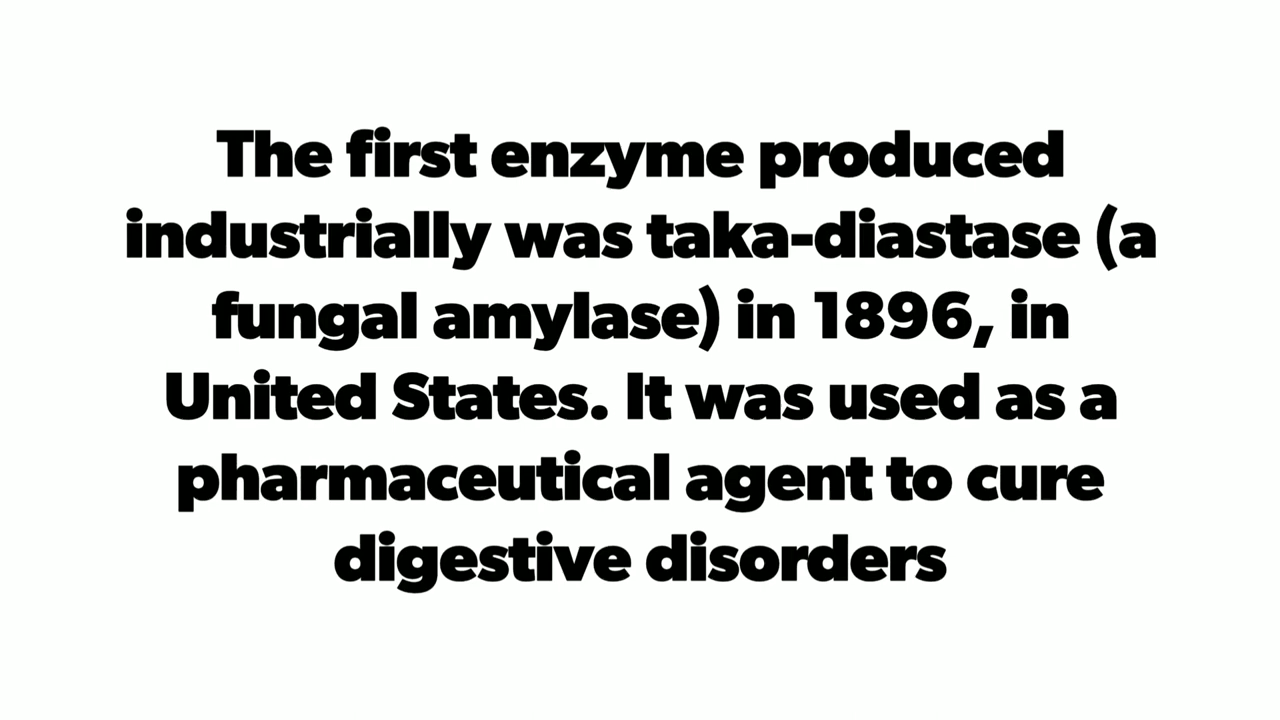 The first enzyme produced
industrially was taka-diastase (a
fungal amylase) in 1896, in
United States. It was used as a
pharmaceutical agent to cure
digestive disorders